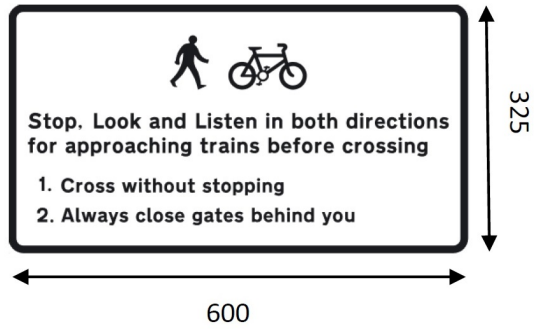 Stop, Look and Listen in both directions
for approaching trains before crossing
1. Cross without stopping
2. Always close gates behind you
325
600